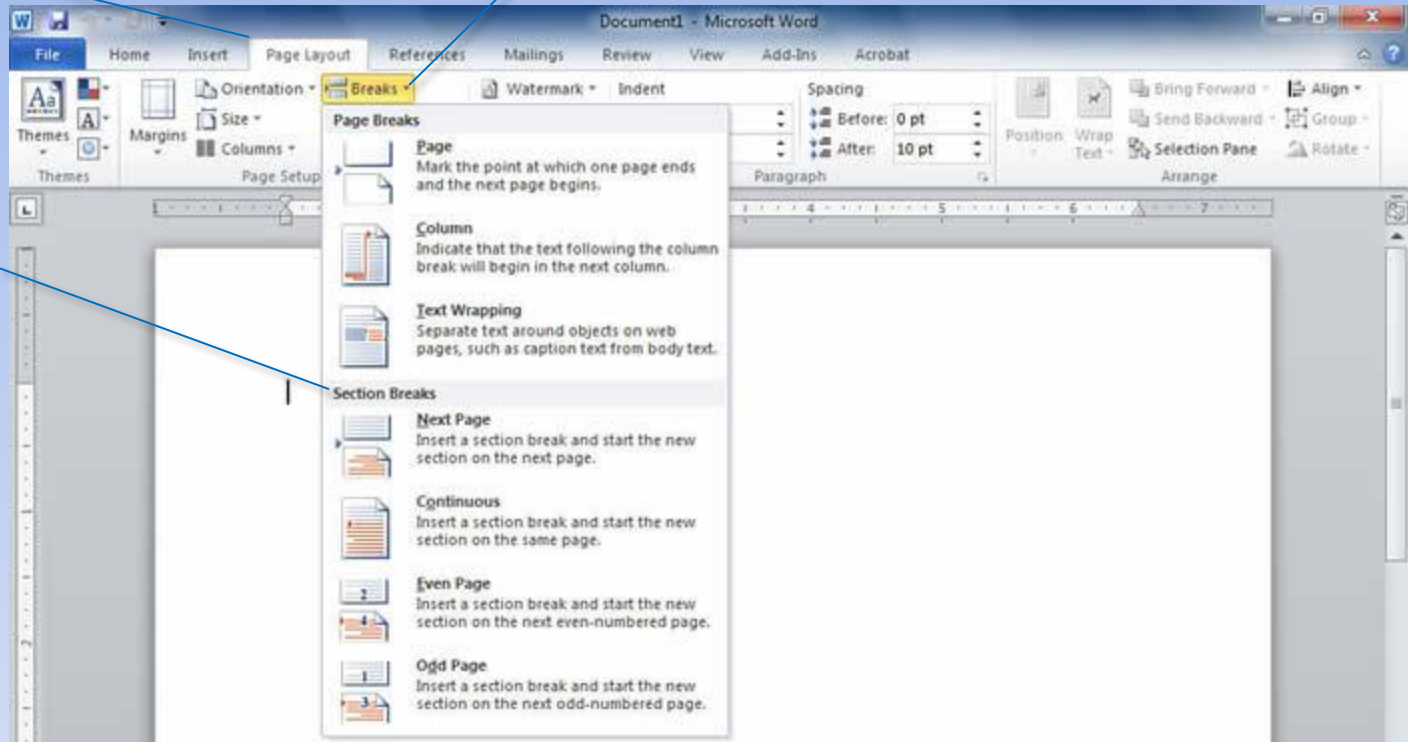 Document1 - Microsoft Word
File Home Insert Page Layout References Mailings Review View Add-Ins Acrobat
Orientation Breaks Watermark Indent Spacing Bring Forward Align
Size Before: 0 pt Send Backward Group
Themes Margins Columns After: 10 pt Position Wrap Text Selection Pane Rotate
Themes Page Setup Paragraph Arrange
4 5 6 7
Page Breaks
Page
Mark the point at which one page ends
and the next page begins.
Column
Indicate that the text following the column
break will begin in the next column.
Text Wrapping
Separate text around objects on web
pages, such as caption text from body text.
Section Breaks
Next Page
Insert a section break and start the new
section on the next page.
Continuous
Insert a section break and start the new
section on the same page.
Even Page
Insert a section break and start the new
section on the next even-numbered page.
Odd Page
Insert a section break and start the new
section on the next odd-numbered page.